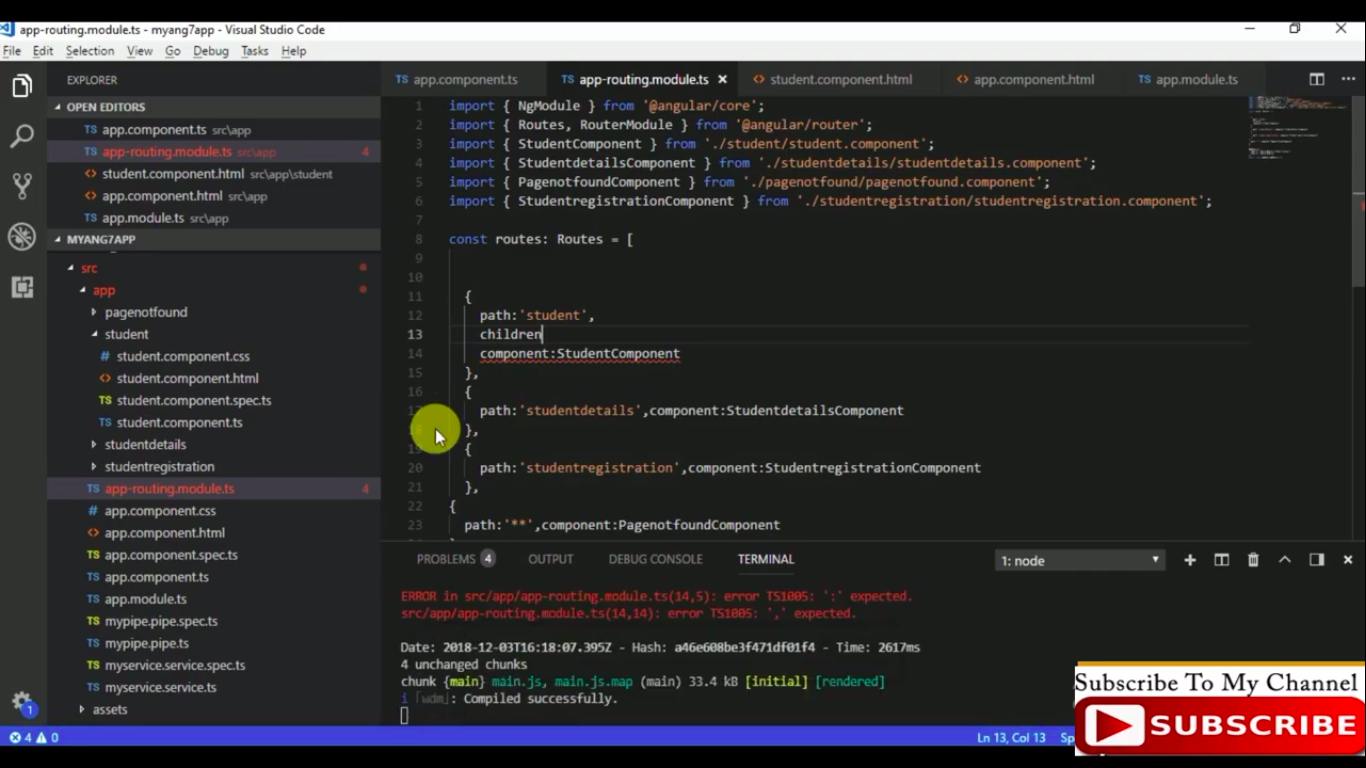 app-routing.module.ts - myang7app - Visual Studio Code
File Edit Selection View Go Debug Tasks Help
EXPLORER
OPEN EDITORS
TS app.component.ts src\app
TS app-routing.module.ts src\app 4
<> student.component.html src\app\student
<> app.component.html src\app
TS app.module.ts src\app
MYANG7APP
src
app
pagenotfound
student
# student.component.css
<> student.component.html
TS student.component.spec.ts
TS student.component.ts
studentdetails
studentregistration
TS app-routing.module.ts 4
# app.component.css
<> app.component.html
TS app.component.spec.ts
TS app.component.ts
TS app.module.ts
TS mypipe.pipe.spec.ts
TS mypipe.pipe.ts
TS myservice.service.spec.ts
TS myservice.service.ts
assets
TS app.component.ts TS app-routing.module.ts <> student.component.html <> app.component.html TS app.module.ts
1 import { NgModule } from '@angular/core';
2 import { Routes, RouterModule } from '@angular/router';
3 import { StudentComponent } from './student/student.component';
4 import { StudentdetailsComponent } from './studentdetails/studentdetails.component';
5 import { PagenotfoundComponent } from './pagenotfound/pagenotfound.component';
6 import { StudentregistrationComponent } from './studentregistration/studentregistration.component';
7
8 const routes: Routes = [
9
10
11 {
12 path:'student',
13 children
14 component:StudentComponent
15 },
16 {
path:'studentdetails',component:StudentdetailsComponent
},
{
20 path:'studentregistration',component:StudentregistrationComponent
21 },
22 {
23 path:'**',component:PagenotfoundComponent
PROBLEMS 4 OUTPUT DEBUG CONSOLE TERMINAL 1: node
ERROR in src/app/app-routing.module.ts(14,5): error TS1005: ':' expected.
src/app/app-routing.module.ts(14,14): error TS1005: ',' expected.
Date: 2018-12-03T16:18:07.395Z - Hash: a46e608be3f471df01f4 - Time: 2617ms
4 unchanged chunks
chunk {main} main.js, main.js.map (main) 33.4 kB [initial] [rendered]
i ｢wdm｣: Compiled successfully.
1
4 0 Ln 13, Col 13 Sp
Subscribe To My Channel
SUBSCRIBE